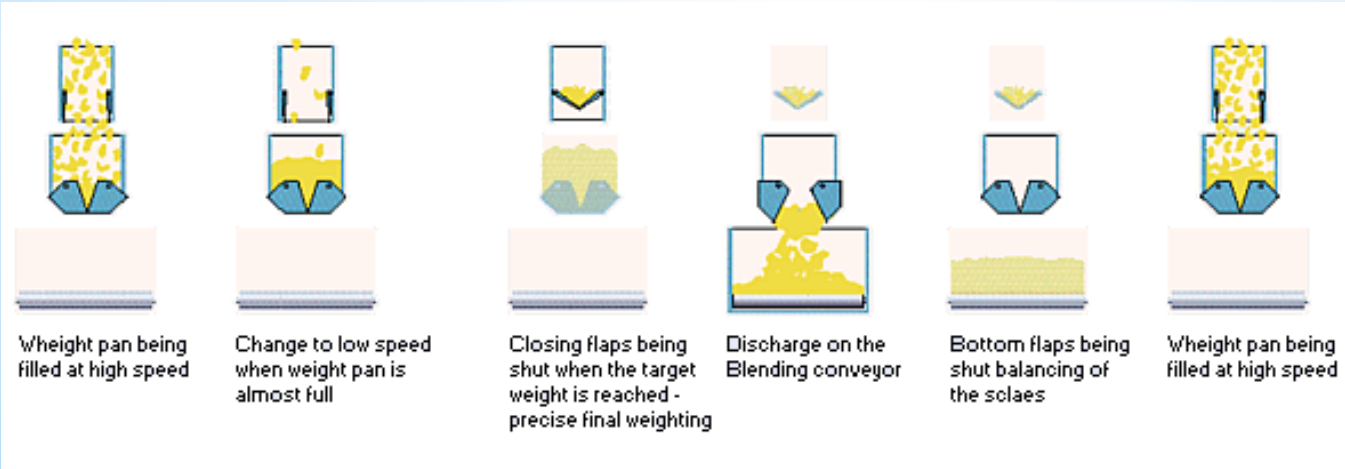 Wheight pan being
filled at high speed
Change to low speed
when weight pan is
almost full
Closing flaps being
shut when the target
weight is reached -
precise final weighting
Discharge on the
Blending conveyor
Bottom flaps being
shut balancing of
the sclaes
Wheight pan being
filled at high speed